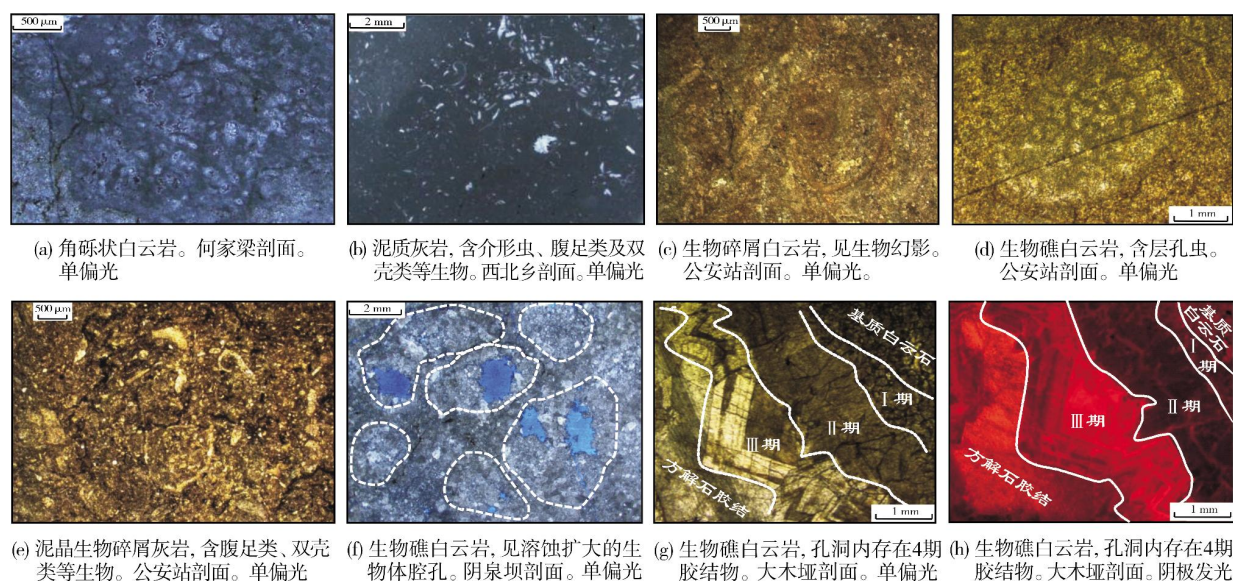 500 μm
2 mm
500 μm
1 mm
(a) 角砾状白云岩。何家梁剖面。
单偏光
(b) 泥质灰岩, 含介形虫、腹足类及双
壳类等生物。西北乡剖面。单偏光
(c) 生物碎屑白云岩, 见生物幻影。
公安站剖面。单偏光。
(d) 生物礁白云岩, 含层孔虫。
公安站剖面。单偏光
500 μm
2 mm
基质白云石
Ⅰ期
Ⅱ期
Ⅲ期
方解石胶结
1 mm
基质
白云石
Ⅰ
期
Ⅱ期
Ⅲ期
方解石胶结
1 mm
(e) 泥晶生物碎屑灰岩, 含腹足类、双壳
类等生物。公安站剖面。单偏光
(f) 生物礁白云岩, 见溶蚀扩大的生
物体腔孔。阴泉坝剖面。单偏光
(g) 生物礁白云岩, 孔洞内存在4期
胶结物。大木垭剖面。单偏光
(h) 生物礁白云岩, 孔洞内存在4期
胶结物。大木垭剖面。阴极发光